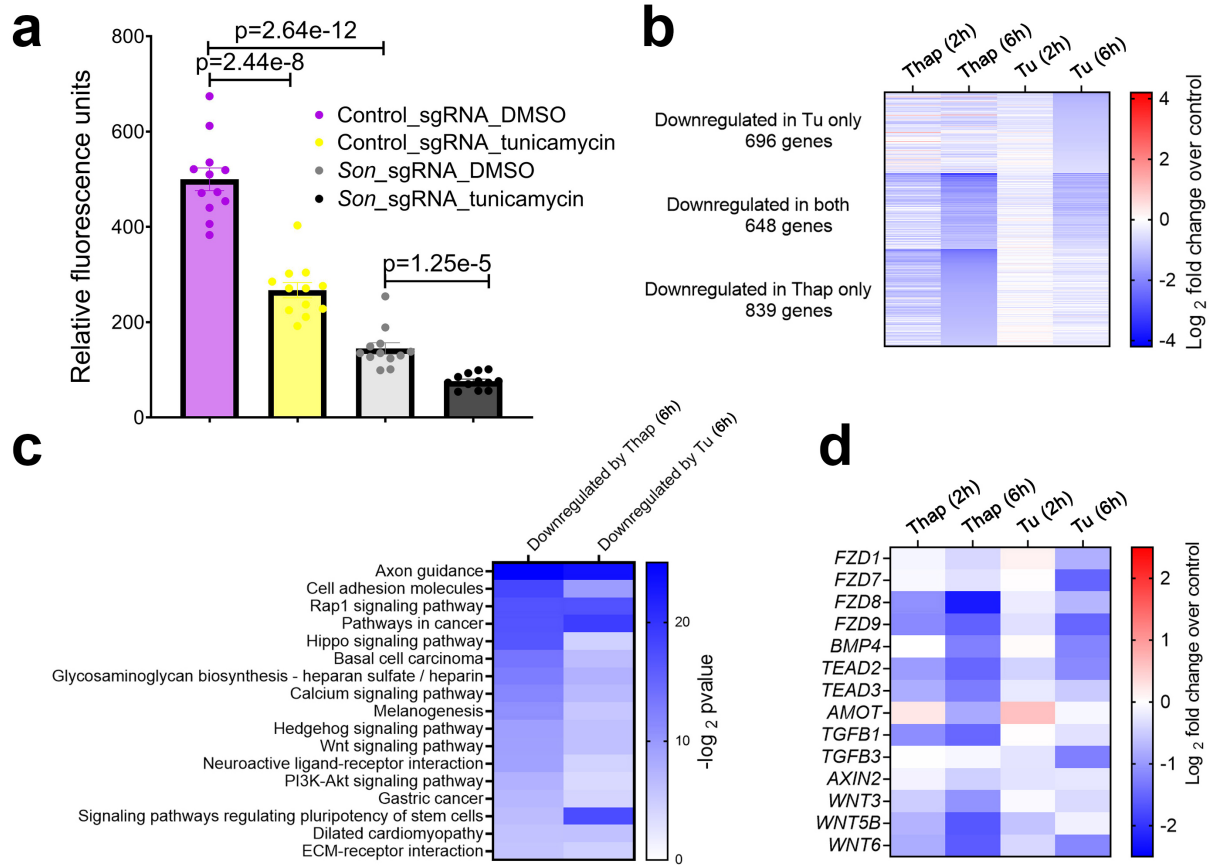 a
800
600
400
200
0
Relative fluorescence units
p=2.64e-12
p=2.44e-8
p=1.25e-5
Control_sgRNA_DMSO
Control_sgRNA_tunicamycin
Son_sgRNA_DMSO
Son_sgRNA_tunicamycin
b
Thap (2h)
Thap (6h)
Tu (2h)
Tu (6h)
Downregulated in Tu only
696 genes
Downregulated in both
648 genes
Downregulated in Thap only
839 genes
4
2
0
-2
-4
Log 2 fold change over control
c
Downregulated by Thap (6h)
Downregulated by Tu (6h)
Axon guidance
Cell adhesion molecules
Rap1 signaling pathway
Pathways in cancer
Hippo signaling pathway
Basal cell carcinoma
Glycosaminoglycan biosynthesis - heparan sulfate / heparin
Calcium signaling pathway
Melanogenesis
Hedgehog signaling pathway
Wnt signaling pathway
Neuroactive ligand-receptor interaction
PI3K-Akt signaling pathway
Gastric cancer
Signaling pathways regulating pluripotency of stem cells
Dilated cardiomyopathy
ECM-receptor interaction
20
10
0
-log 2 pvalue
d
Thap (2h)
Thap (6h)
Tu (2h)
Tu (6h)
FZD1
FZD7
FZD8
FZD9
BMP4
TEAD2
TEAD3
AMOT
TGFB1
TGFB3
AXIN2
WNT3
WNT5B
WNT6
2
1
0
-1
-2
Log 2 fold change over control